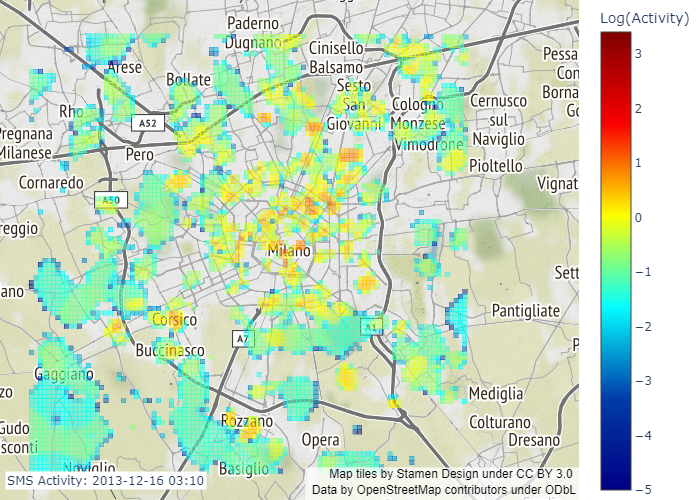 Log(Activity)
3
2
1
0
−1
−2
−3
−4
−5
Paderno
Dugnano
Cinisello
Balsamo
Arese
Bollate
Sesto
San
Giovanni
Cologno
Monzese
Pessa
Con
Borna
Go
Cernusco
sul
Naviglio
Rho
A52
Pregnana
Milanese
Pero
Vimodrone
Pioltello
Cornaredo
A50
Vignat
reggio
Milano
Sett
ano
Pantigliate
Corsico
A7
A1
Buccinasco
P
Gaggiano
Mediglia
zo
Rozzano
Colturano
Gudo
sconti
Opera
Dresano
Noviglio
Basiglio
SMS Activity: 2013-12-16 03:10
Map tiles by Stamen Design under CC BY 3.0
Data by OpenStreetMap contributors under ODbL